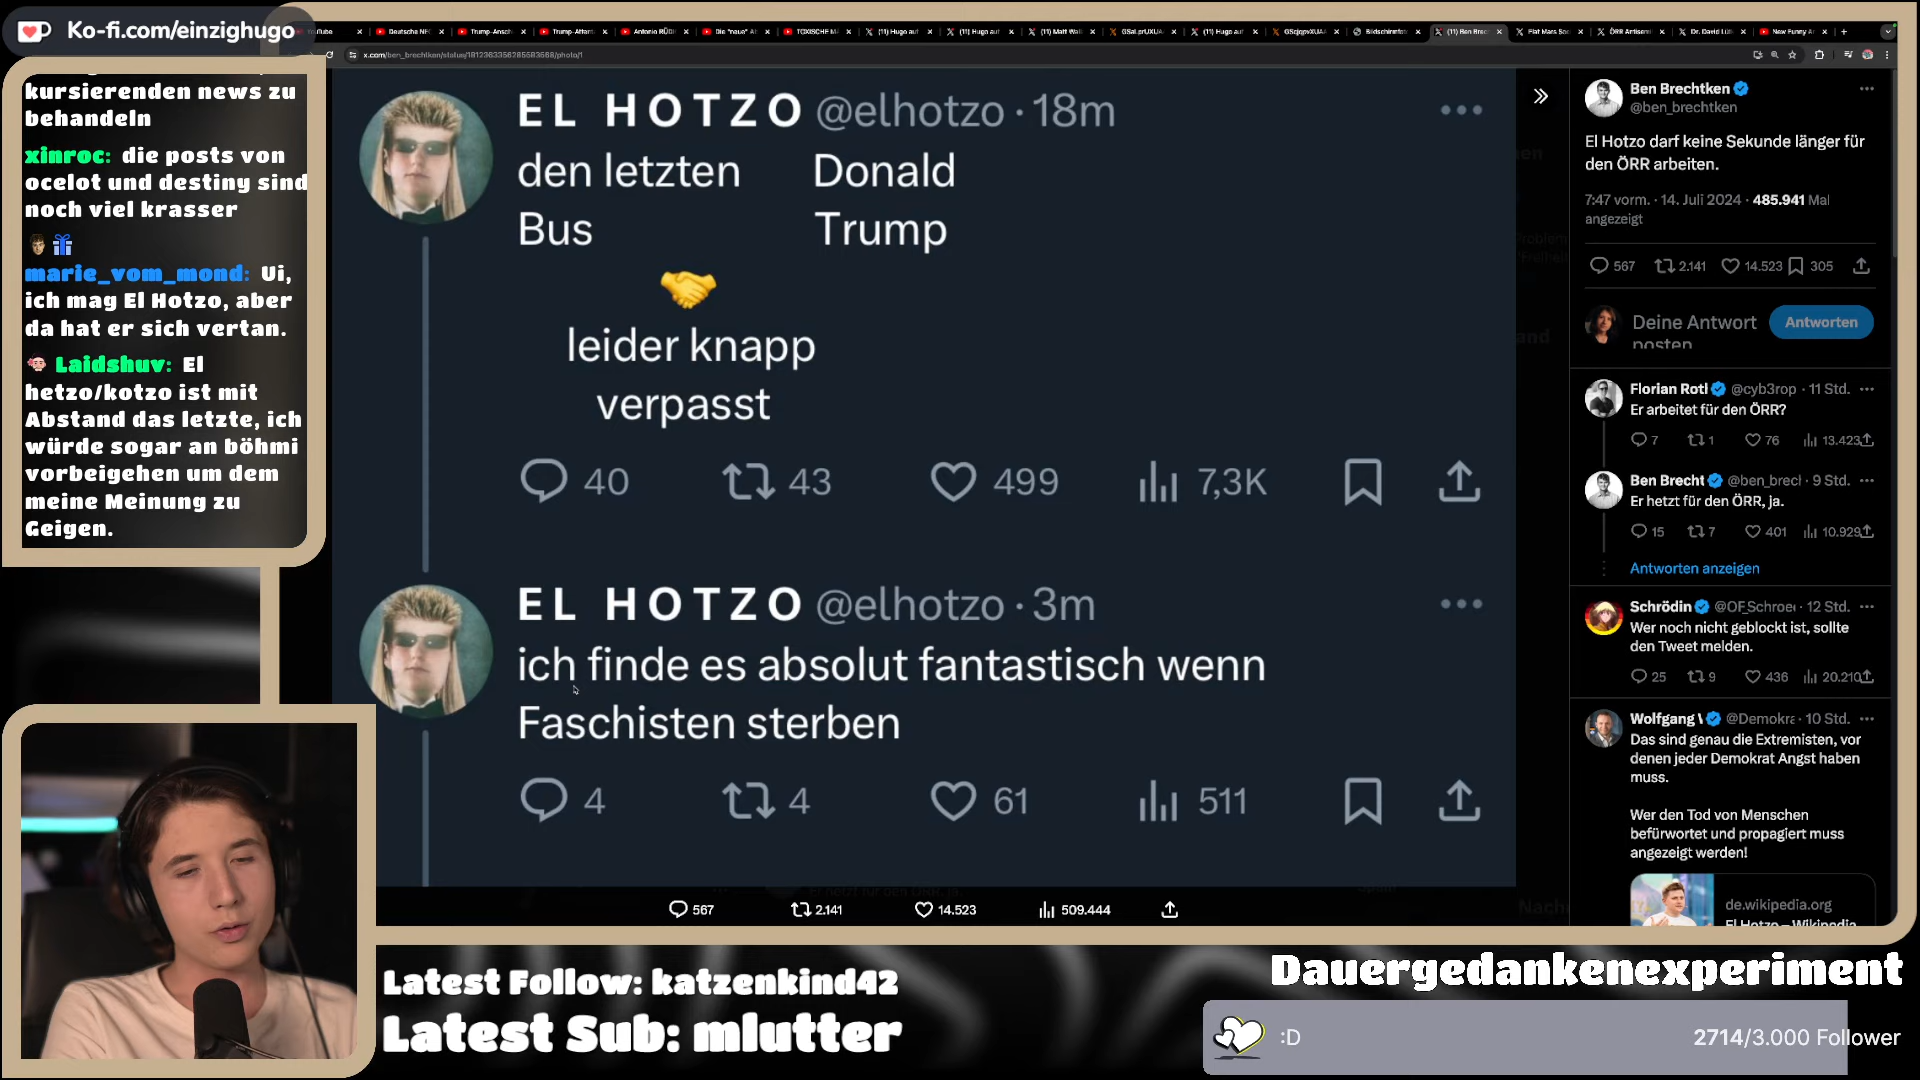 Ko-fi.com/einzighugo
x.com/ben_brechtken/status/1812363356285583568/photo/1
kursierenden news zu
behandeln
xinroc: die posts von
ocelot und destiny sind
noch viel krasser
marie_vom_mond: Ui,
ich mag El Hotzo, aber
da hat er sich vertan.
Laidshuv: El
hetzo/kotzo ist mit
Abstand das letzte, ich
würde sogar an böhmi
vorbeigehen um dem
meine Meinung zu
Geigen.
EL HOTZO @elhotzo · 18m
den letzten Donald
Bus Trump
🤝
leider knapp
verpasst
40 43 499 7,3K
EL HOTZO @elhotzo · 3m
ich finde es absolut fantastisch wenn
Faschisten sterben
4 4 61 511
567 2.141 14.523 509.444
Ben Brechtken
@ben_brechtken
El Hotzo darf keine Sekunde länger für
den ÖRR arbeiten.
7:47 vorm. · 14. Juli 2024 · 485.941 Mal
angezeigt
567 2.141 14.523 305
Deine Antwort
posten
Antworten
Florian Rotl @cyb3rop · 11 Std.
Er arbeitet für den ÖRR?
7 1 76 13.423
Ben Brecht @ben_brecl · 9 Std.
Er hetzt für den ÖRR, ja.
15 7 401 10.929
Antworten anzeigen
Schrödin @OF_Schroe · 12 Std.
Wer noch nicht geblockt ist, sollte
den Tweet melden.
25 9 436 20.210
Wolfgang @Demokra · 10 Std.
Das sind genau die Extremisten, vor
denen jeder Demokrat Angst haben
muss.
Wer den Tod von Menschen
befürwortet und propagiert muss
angezeigt werden!
de.wikipedia.org
El Hotzo – Wikipedia
Latest Follow: katzenkind42
Latest Sub: mlutter
Dauergedankenexperiment
:D
2714/3.000 Follower